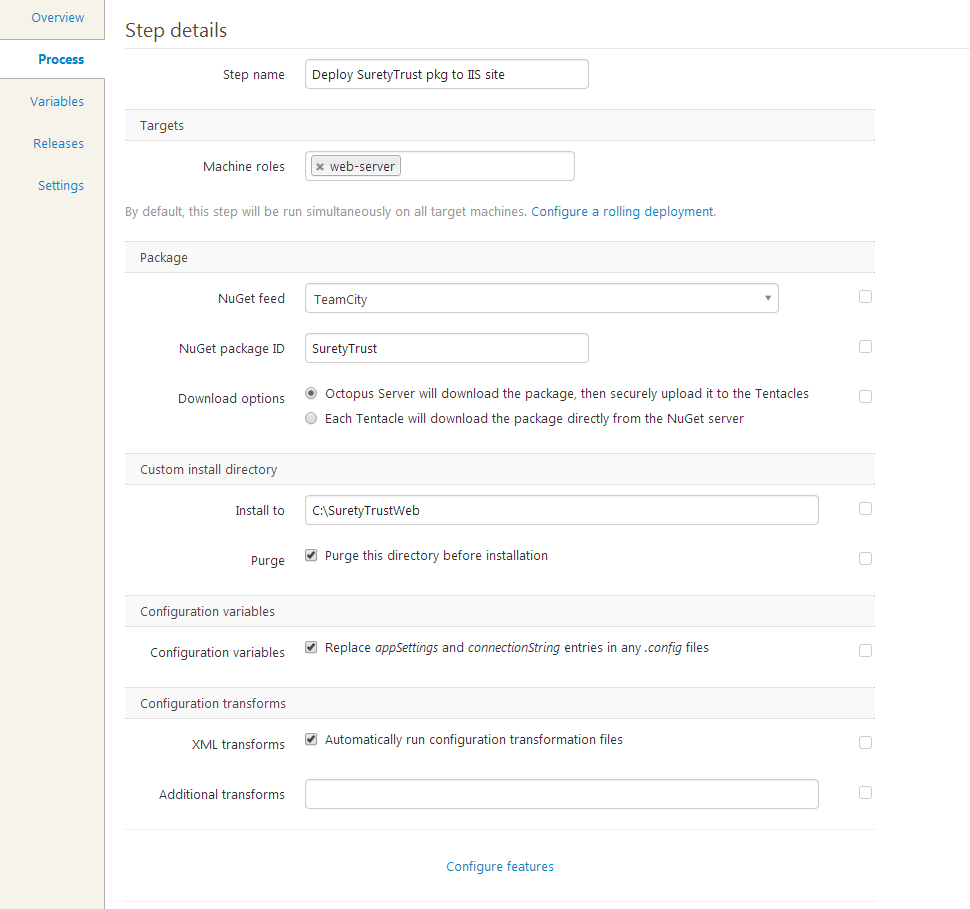 Overview
Process
Variables
Releases
Settings
Step details
Step name Deploy SuretyTrust pkg to IIS site
Targets
Machine roles × web-server
By default, this step will be run simultaneously on all target machines. Configure a rolling deployment.
Package
NuGet feed TeamCity
NuGet package ID SuretyTrust
Download options Octopus Server will download the package, then securely upload it to the Tentacles
Each Tentacle will download the package directly from the NuGet server
Custom install directory
Install to C:\SuretyTrustWeb
Purge Purge this directory before installation
Configuration variables
Configuration variables Replace appSettings and connectionString entries in any .config files
Configuration transforms
XML transforms Automatically run configuration transformation files
Additional transforms
Configure features